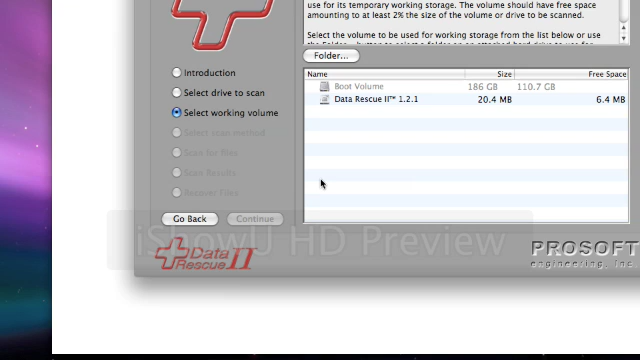 use for its temporary working storage. The volume should have free space
amounting to at least 2% the size of the volume or drive to be scanned.
Select the volume to be used for working storage from the list below or use
Folder...
Introduction
Select drive to scan
Select working volume
Select scan method
Scan for files
Scan Results
Recover Files
Name Size Free Space
Boot Volume 186 GB 110.7 GB
Data Rescue II™ 1.2.1 20.4 MB 6.4 MB
Go Back Continue
iShowU HD Preview
Data
Rescue II
PROSOFT
engineering, inc.